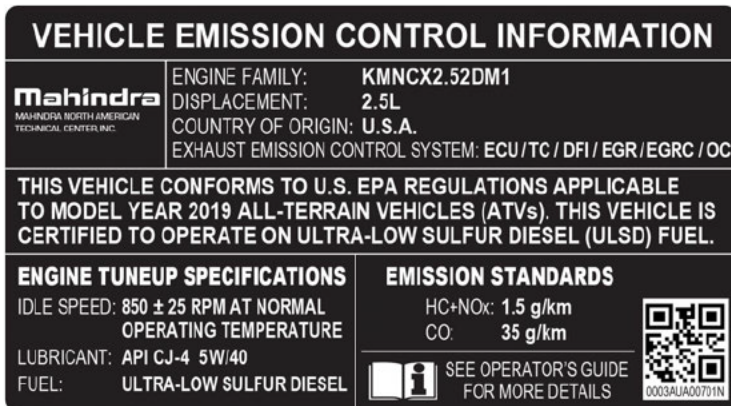 VEHICLE EMISSION CONTROL INFORMATION
Mahindra
MAHINDRA NORTH AMERICAN
TECHNICAL CENTER, INC.
ENGINE FAMILY: KMNCX2.52DM1
DISPLACEMENT: 2.5L
COUNTRY OF ORIGIN: U.S.A.
EXHAUST EMISSION CONTROL SYSTEM: ECU / TC / DFI / EGR / EGRC / OC
THIS VEHICLE CONFORMS TO U.S. EPA REGULATIONS APPLICABLE
TO MODEL YEAR 2019 ALL-TERRAIN VEHICLES (ATVs). THIS VEHICLE IS
CERTIFIED TO OPERATE ON ULTRA-LOW SULFUR DIESEL (ULSD) FUEL.
ENGINE TUNEUP SPECIFICATIONS
IDLE SPEED: 850 ± 25 RPM AT NORMAL
OPERATING TEMPERATURE
LUBRICANT: API CJ-4 5W/40
FUEL: ULTRA-LOW SULFUR DIESEL
EMISSION STANDARDS
HC+NOx: 1.5 g/km
CO: 35 g/km
SEE OPERATOR'S GUIDE
FOR MORE DETAILS
0003AUA00701N